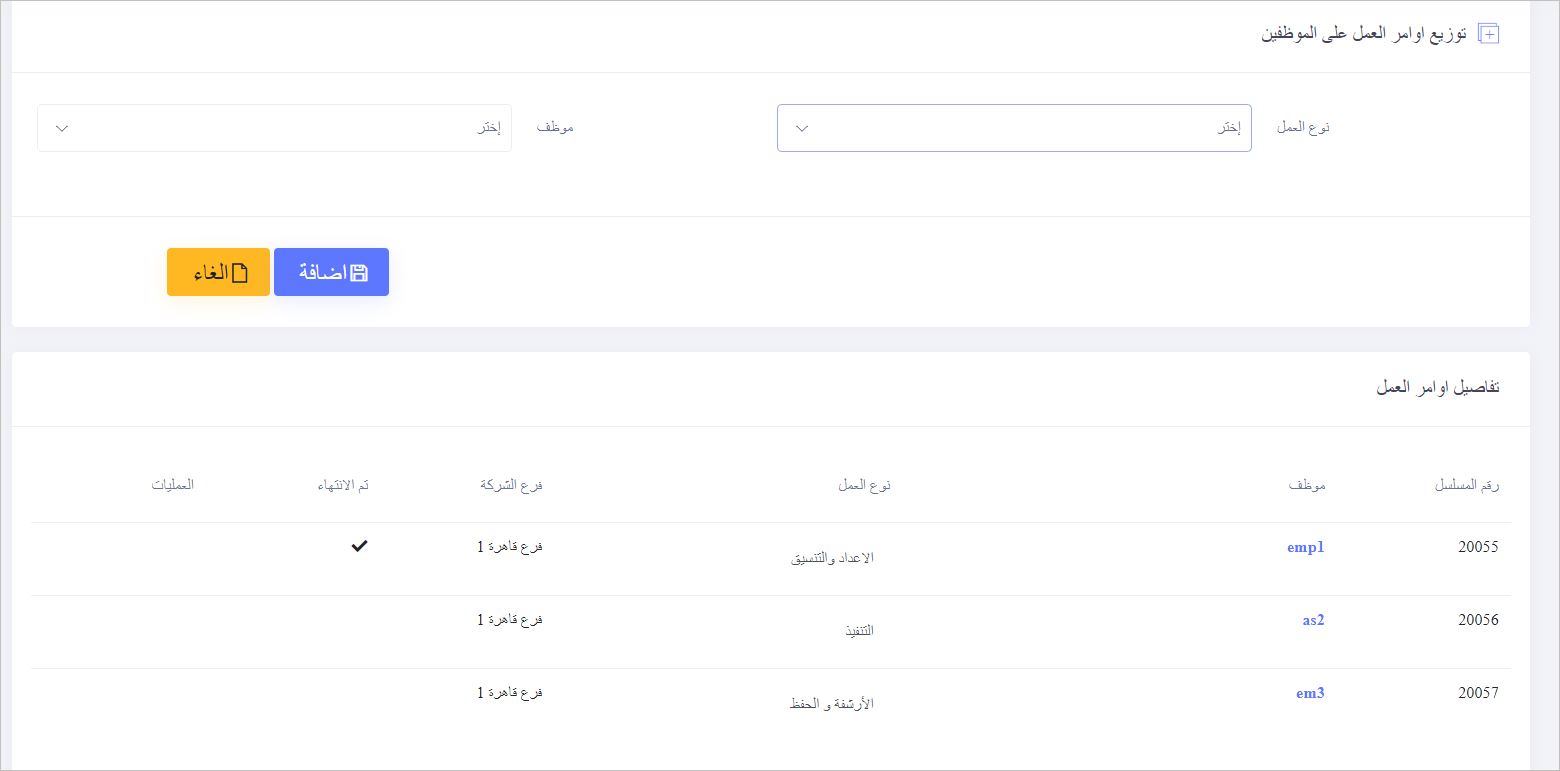 توزيع اوامر العمل على الموظفين
نوع العمل إختر موظف إختر
اضافة الغاء
تفاصيل اوامر العمل
رقم المسلسل موظف نوع العمل فرع الشركة تم الانتهاء العمليات
20055 emp1 الاعداد والتنسيق فرع قاهرة 1
20056 as2 التنفيذ فرع قاهرة 1
20057 em3 الأرشفة و الحفظ فرع قاهرة 1